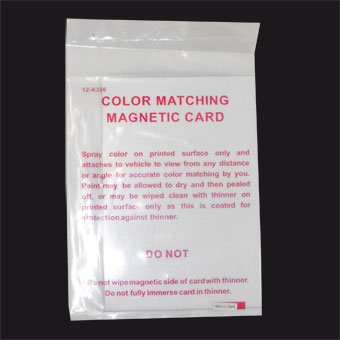 12-K226
COLOR MATCHING
MAGNETIC CARD
Spray color on printed surface only and
attaches to vehicle to view from any distance
or angle for accurate color matching by you.
Paint may be allowed to dry and then pealed
off, or may be wiped clean with thinner on
printed surface only as this is coated for
protection against thinner.
DO NOT
Do not wipe magnetic side of card with thinner.
Do not fully immerse card in thinner.